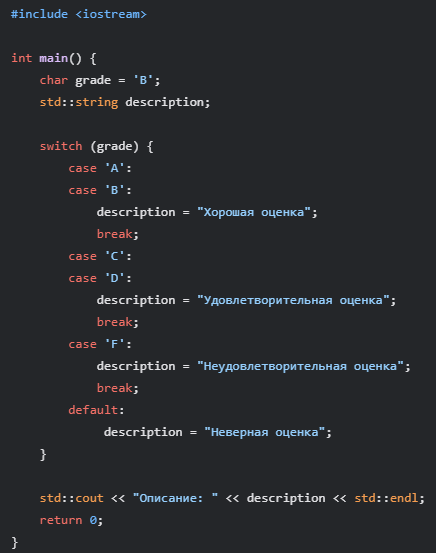 #include <iostream>

int main() {
    char grade = 'B';
    std::string description;

    switch (grade) {
        case 'A':
        case 'B':
            description = "Хорошая оценка";
            break;
        case 'C':
        case 'D':
            description = "Удовлетворительная оценка";
            break;
        case 'F':
            description = "Неудовлетворительная оценка";
            break;
        default:
             description = "Неверная оценка";
    }

    std::cout << "Описание: " << description << std::endl;
    return 0;
}